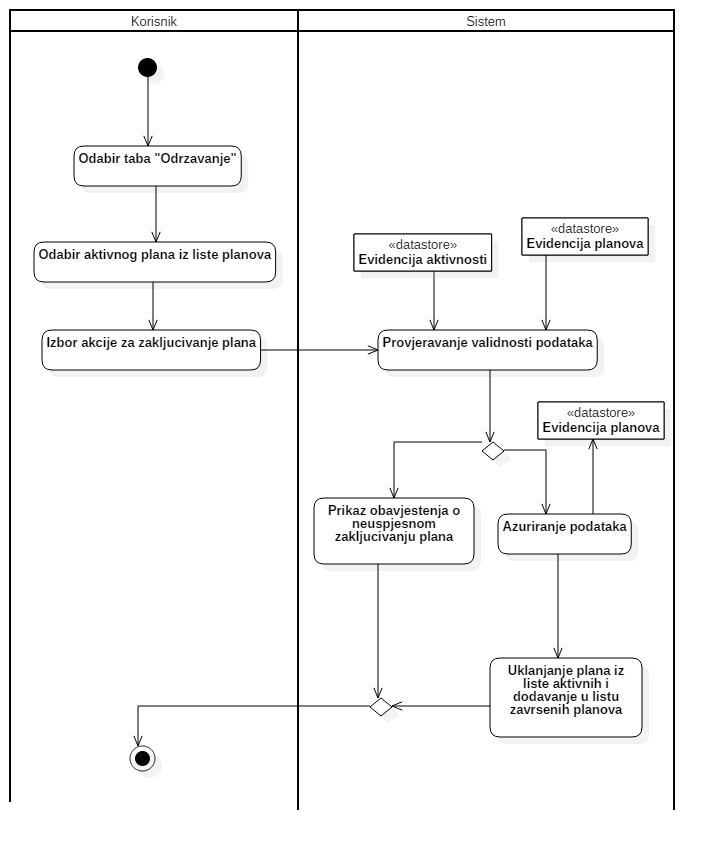 Korisnik
Sistem
Odabir taba "Odrzavanje"
Odabir aktivnog plana iz liste planova
«datastore»
Evidencija aktivnosti
«datastore»
Evidencija planova
Izbor akcije za zakljucivanje plana
Provjeravanje validnosti podataka
«datastore»
Evidencija planova
Prikaz obavjestenja o
neuspjesnom
zakljucivanju plana
Azuriranje podataka
Uklanjanje plana iz
liste aktivnih i
dodavanje u listu
zavrsenih planova